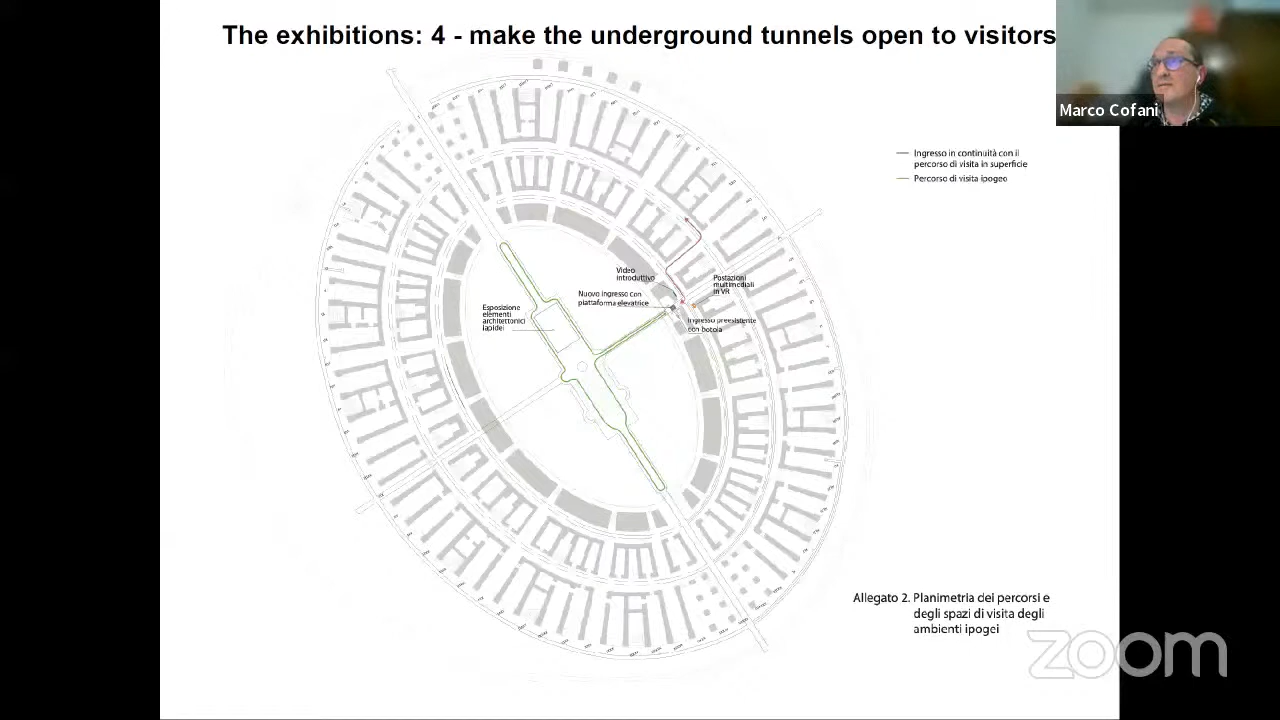 The exhibitions: 4 - make the underground tunnels open to visitors
Marco Cofani
Ingresso in continuità con il
percorso di visita in superficie
Percorso di visita ipogeo
Video
introduttivo
Postazioni
multimediali
in VR
Nuovo ingresso con
piattaforma elevatrice
Esposizione
elementi
architettonici
lapidei
Ingresso preesistente
con botola
Allegato 2. Planimetria dei percorsi e
degli spazi di visita degli
ambienti ipogei
zoom